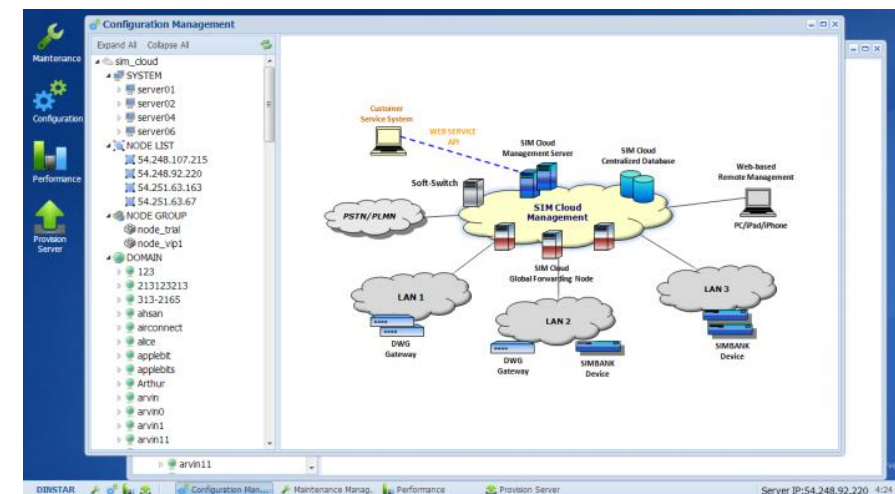 Configuration Management
Maintenance
Configuration
Performance
Provision
Server
Expand All Collapse All
sim_cloud
SYSTEM
server01
server02
server04
server06
NODE LIST
54.248.107.215
54.248.92.220
54.251.63.163
54.251.63.67
NODE GROUP
node_trial
node_vip1
DOMAIN
123
213123213
313-2165
ahsan
airconnect
alice
applebit
applebits
Arthur
arvin
arvin0
arvin1
arvin11
Customer
Service System
WEB SERVICE
API
SIM Cloud
Management Server
SIM Cloud
Centralized Database
Web-based
Remote Management
Soft-Switch
PSTN/PLMN
SIM Cloud
Management
PC/iPad/iPhone
SIM Cloud
Global Forwarding Node
LAN 1
LAN 2
LAN 3
DWG
Gateway
DWG
Gateway
SIMBANK
Device
SIMBANK
Device
arvin11
DINSTAR Configuration Man... Maintenance Manag.. Performance Provision Server Server IP:54.248.92.220 4:24